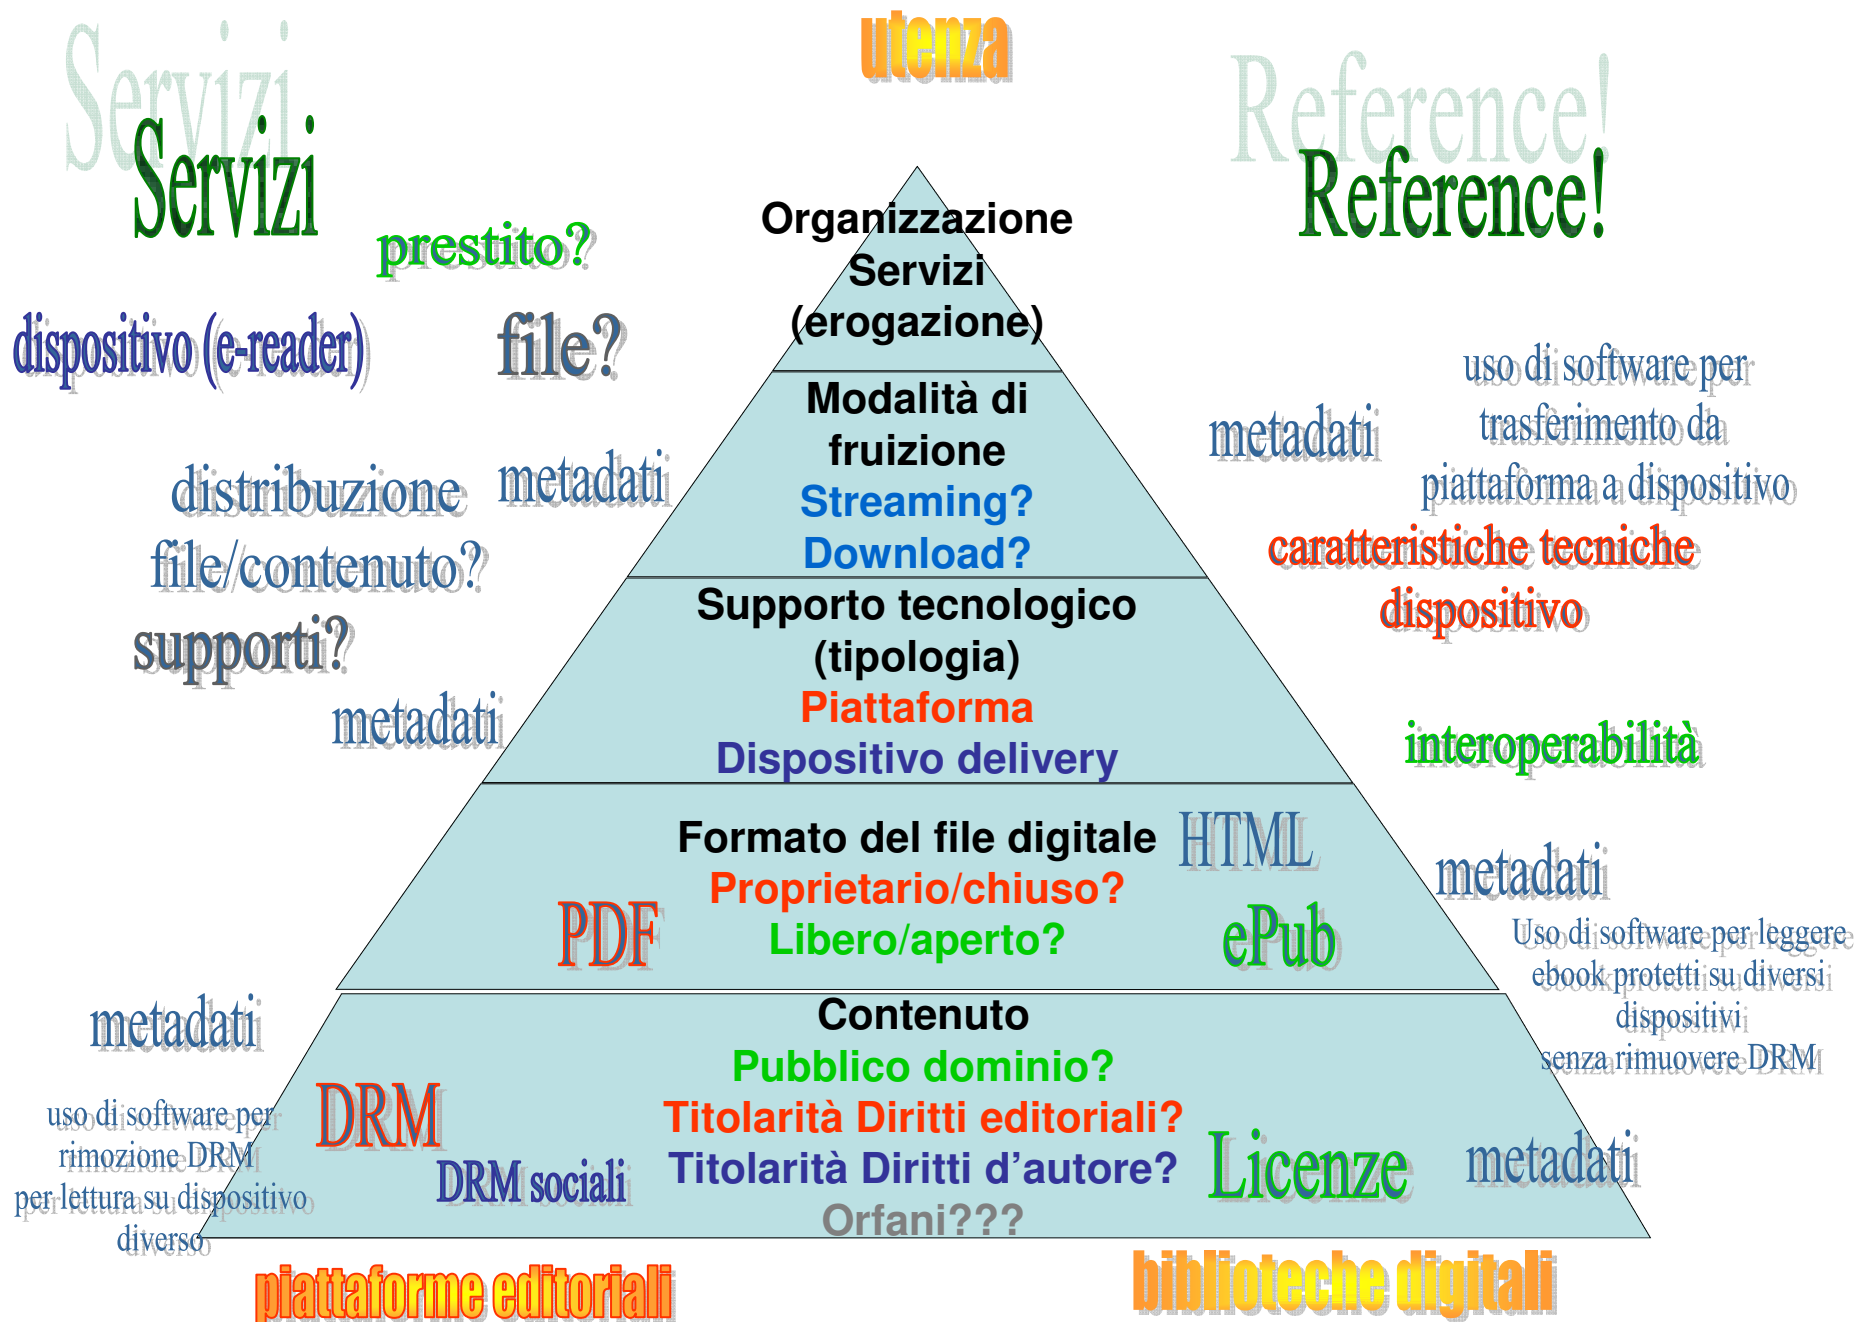 utenza
Servizi
Servizi
Reference!
Reference!
prestito?
dispositivo (e-reader)
file?
distribuzione
file/contenuto?
metadati
supporti?
metadati
Organizzazione
Servizi
(erogazione)
Modalità di
fruizione
Streaming?
Download?
Supporto tecnologico
(tipologia)
Piattaforma
Dispositivo delivery
Formato del file digitale
Proprietario/chiuso?
Libero/aperto?
HTML
PDF
ePub
Contenuto
Pubblico dominio?
Titolarità Diritti editoriali?
Titolarità Diritti d'autore?
Orfani???
DRM
DRM sociali
Licenze
metadati
metadati
uso di software per
trasferimento da
piattaforma a dispositivo
caratteristiche tecniche
dispositivo
interoperabilità
metadati
Uso di software per leggere
ebook protetti su diversi
dispositivi
senza rimuovere DRM
metadati
uso di software per
rimozione DRM
per lettura su dispositivo
diverso
piattaforme editoriali
biblioteche digitali